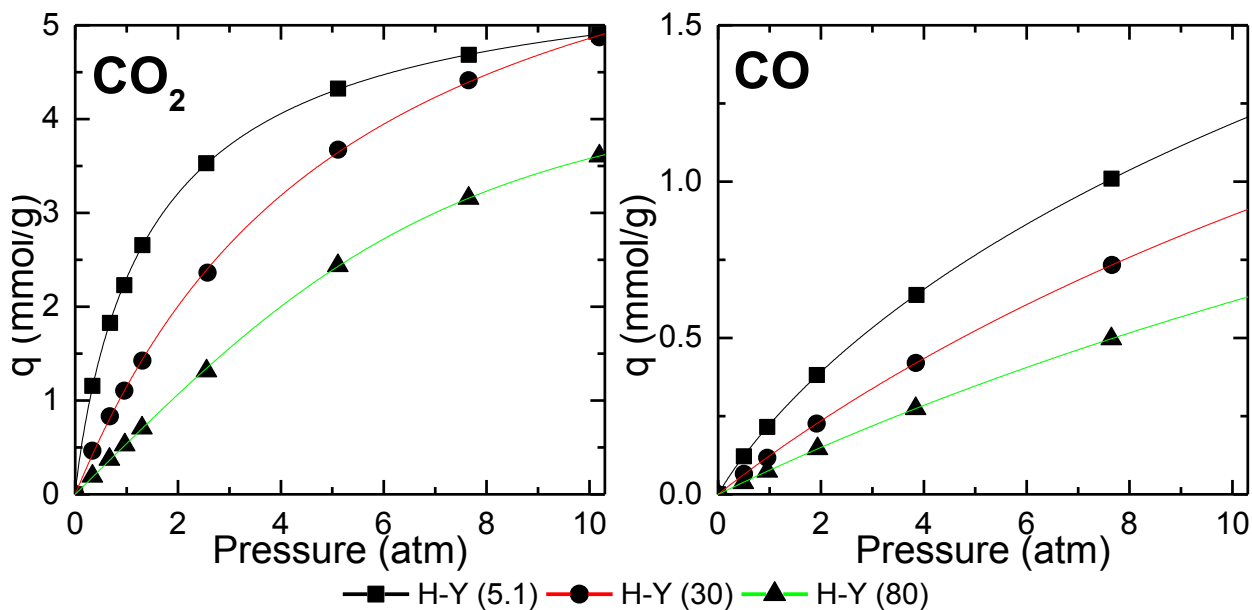 CO2
q (mmol/g)
5
4
3
2
1
0
0 2 4 6 8 10
Pressure (atm)
CO
q (mmol/g)
1.5
1.0
0.5
0.0
0 2 4 6 8 10
Pressure (atm)
H-Y (5.1) H-Y (30) H-Y (80)